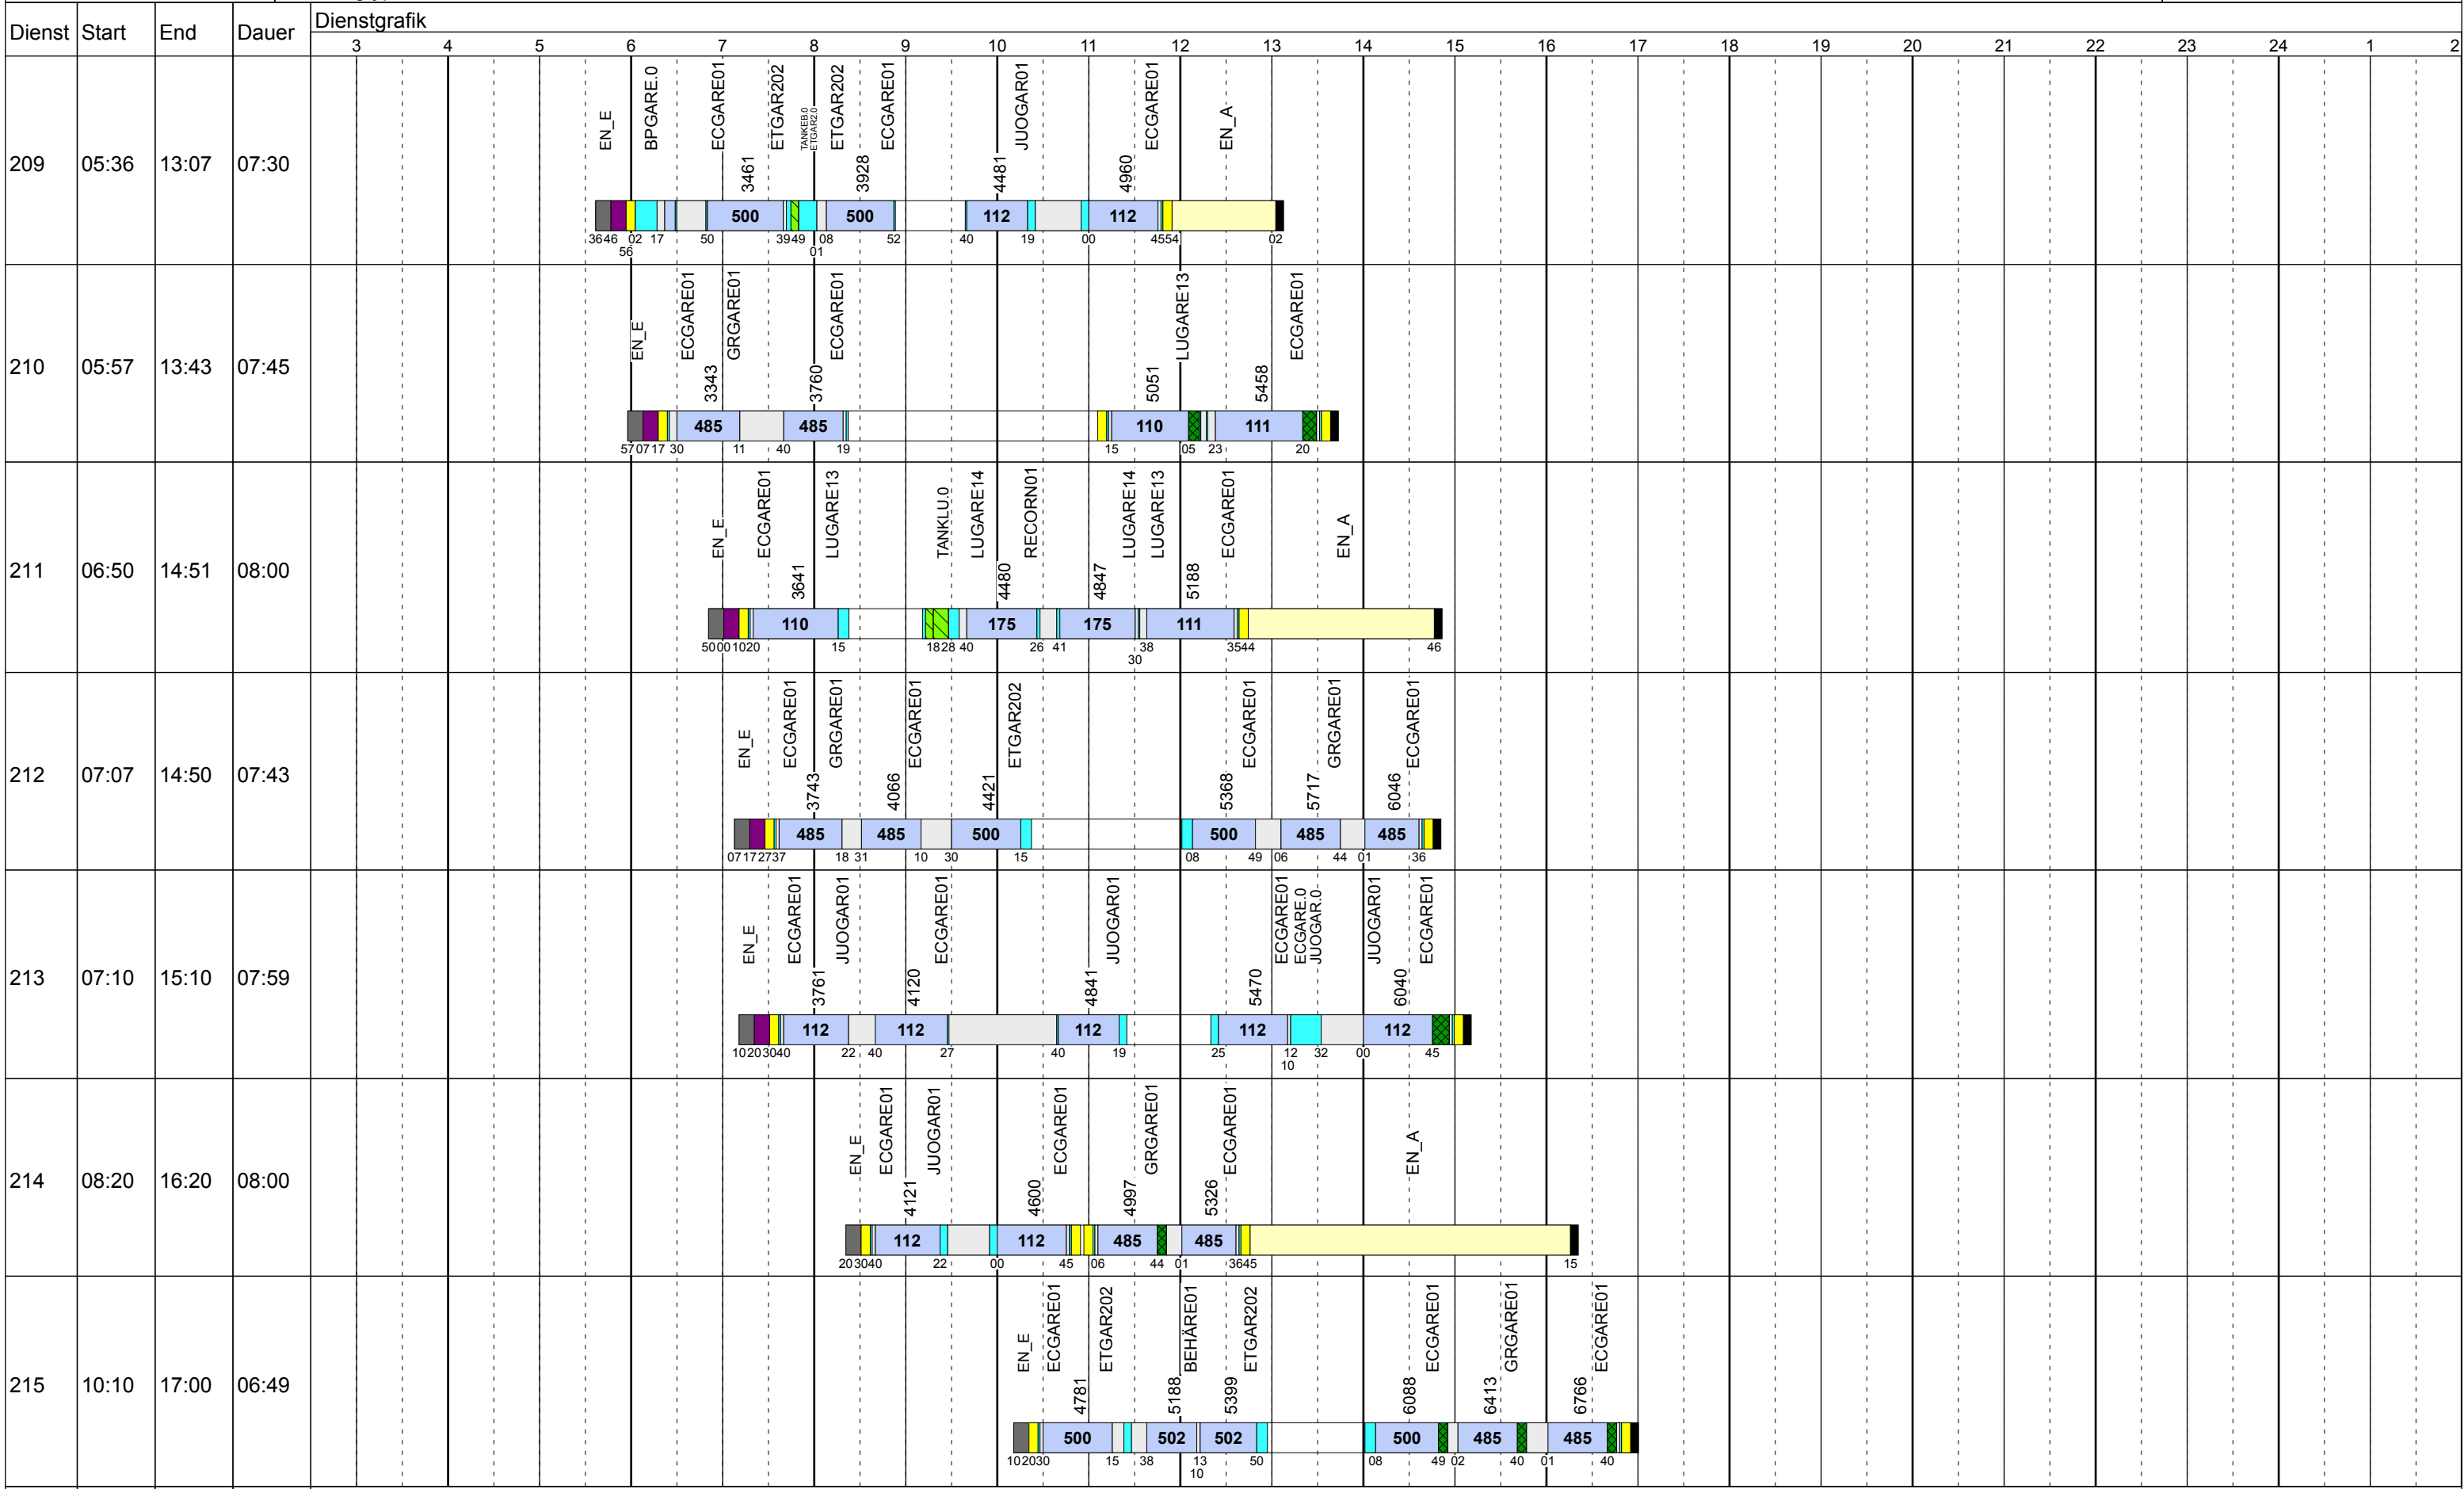 Dienst Start End Dauer Dienstgrafik
3 4 5 6 7 8 9 10 11 12 13 14 15 16 17 18 19 20 21 22 23 24 1 2
EN_E BPGARE.0 ECGARE01 ETGAR202 TANKEB.0 ETGAR2.0 ETGAR202 ECGARE01 JUOGAR01 ECGARE01 EN_A
3461 3928 4481 4960
209 05:36 13:07 07:30
500 500 112 112
36 46 02 17 50 39 49 08 52 40 19 00 45 54 02
56 01
EN_E ECGARE01 GRGARE01 ECGARE01 LUGARE13 ECGARE01
3343 3760 5051 5458
210 05:57 13:43 07:45
485 485 110 111
57 07 17 30 11 40 19 15 05 23 20
EN_E ECGARE01 LUGARE13 TANKLU.0 LUGARE14 RECORN01 LUGARE14 LUGARE13 ECGARE01 EN_A
3641 4480 4847 5188
211 06:50 14:51 08:00
110 175 175 111
50 00 10 20 15 18 28 40 26 41 38 35 44 46
30
EN_E ECGARE01 GRGARE01 ECGARE01 ETGAR202 ECGARE01 GRGARE01 ECGARE01
3743 4066 4421 5368 5717 6046
212 07:07 14:50 07:43
485 485 500 500 485 485
07 17 27 37 18 31 10 30 15 08 49 06 44 01 36
EN_E ECGARE01 JUOGAR01 ECGARE01 JUOGAR01 ECGARE01 ECGARE.0 JUOGAR.0 JUOGAR01 ECGARE01
3761 4120 4841 5470 6040
213 07:10 15:10 07:59
112 112 112 112 112
10 20 30 40 22 40 27 40 19 25 12 32 00 45
10
EN_E ECGARE01 JUOGAR01 ECGARE01 GRGARE01 ECGARE01 EN_A
4121 4600 4997 5326
214 08:20 16:20 08:00
112 112 485 485
20 30 40 22 00 45 06 44 01 36 45 15
EN_E ECGARE01 ETGAR202 BEHÄRE01 ETGAR202 ECGARE01 GRGARE01 ECGARE01
4781 5188 5399 6088 6413 6766
215 10:10 17:00 06:49
500 502 502 500 485 485
10 20 30 15 38 13 50 08 49 02 40 01 40
10